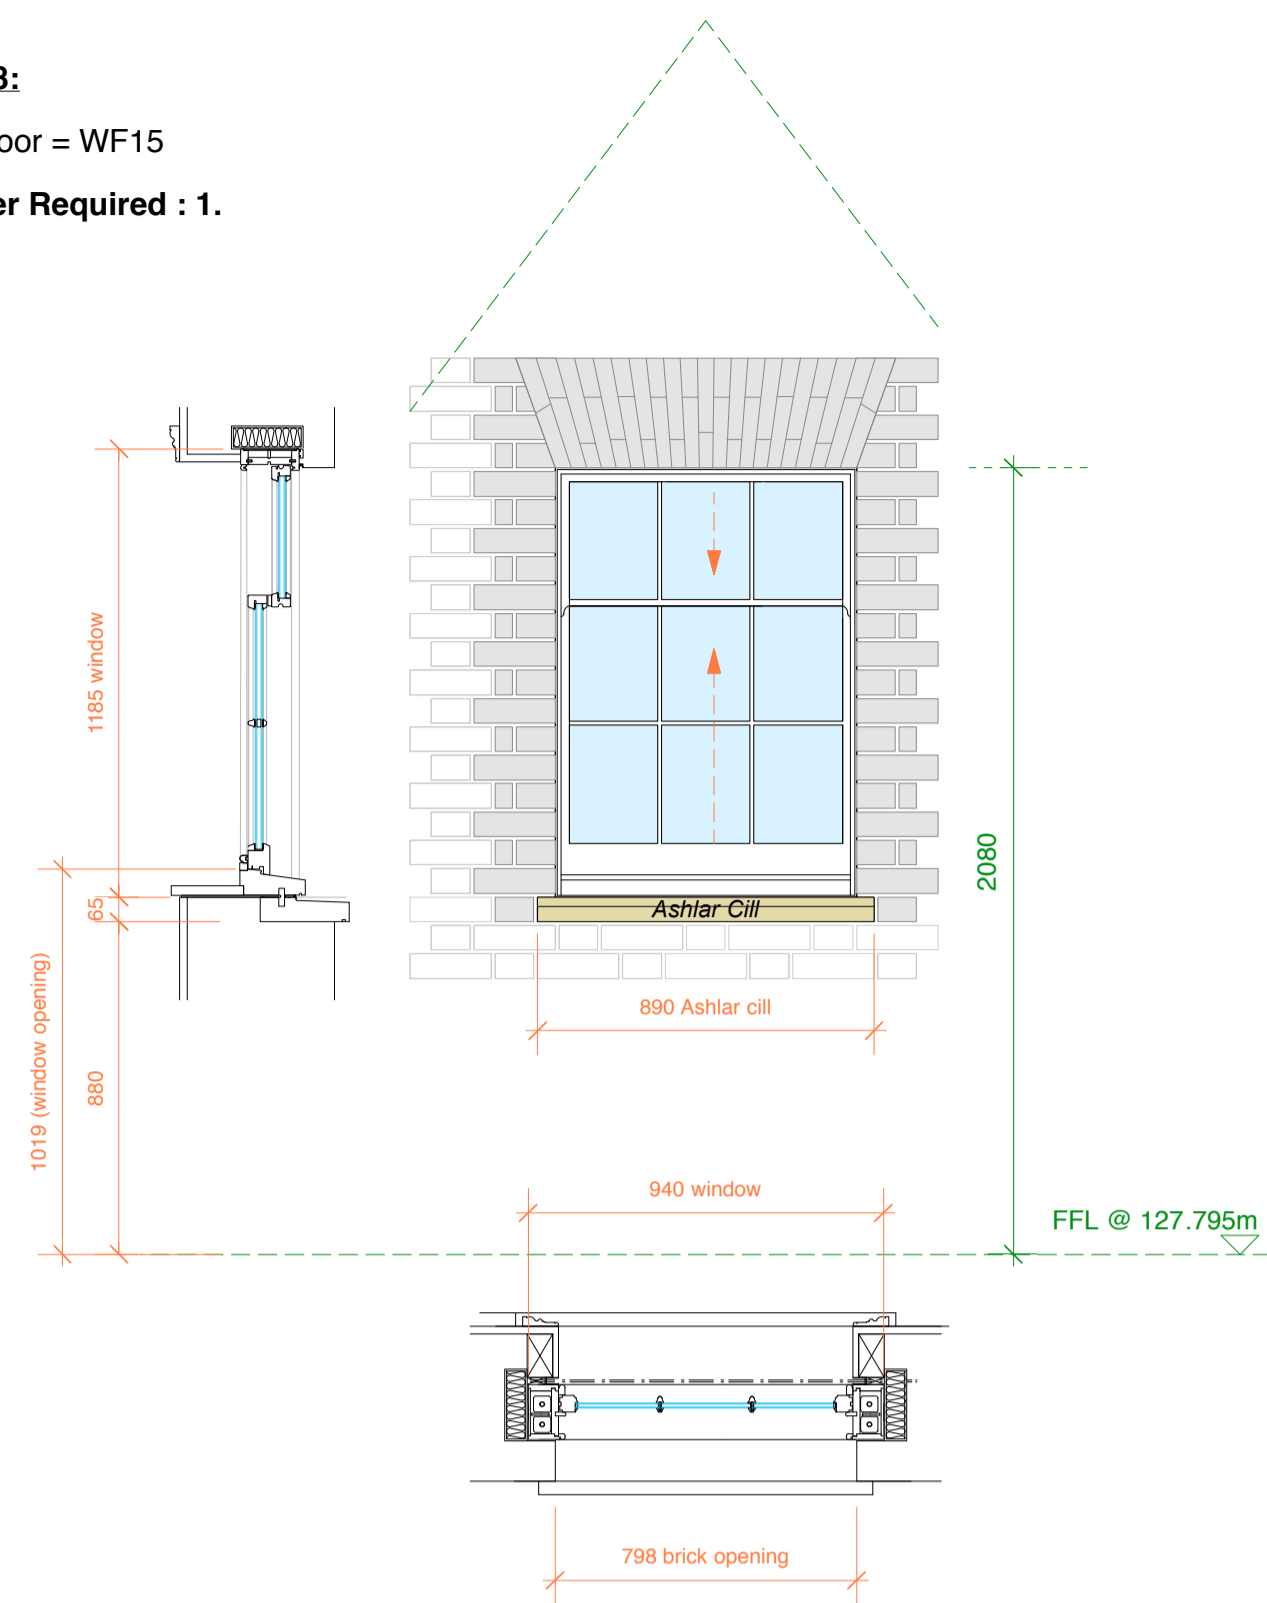 3:
oor = WF15
er Required : 1.
1185 window
65
1019 (window opening)
880
Ashlar Cill
890 Ashlar cill
2080
940 window
FFL @ 127.795m
798 brick opening